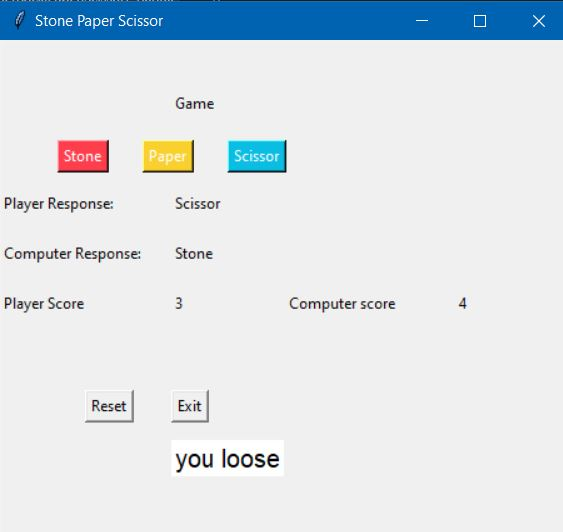 Stone Paper Scissor
Game
Stone Paper Scissor
Player Response: Scissor
Computer Response: Stone
Player Score 3 Computer score 4
Reset Exit
you loose